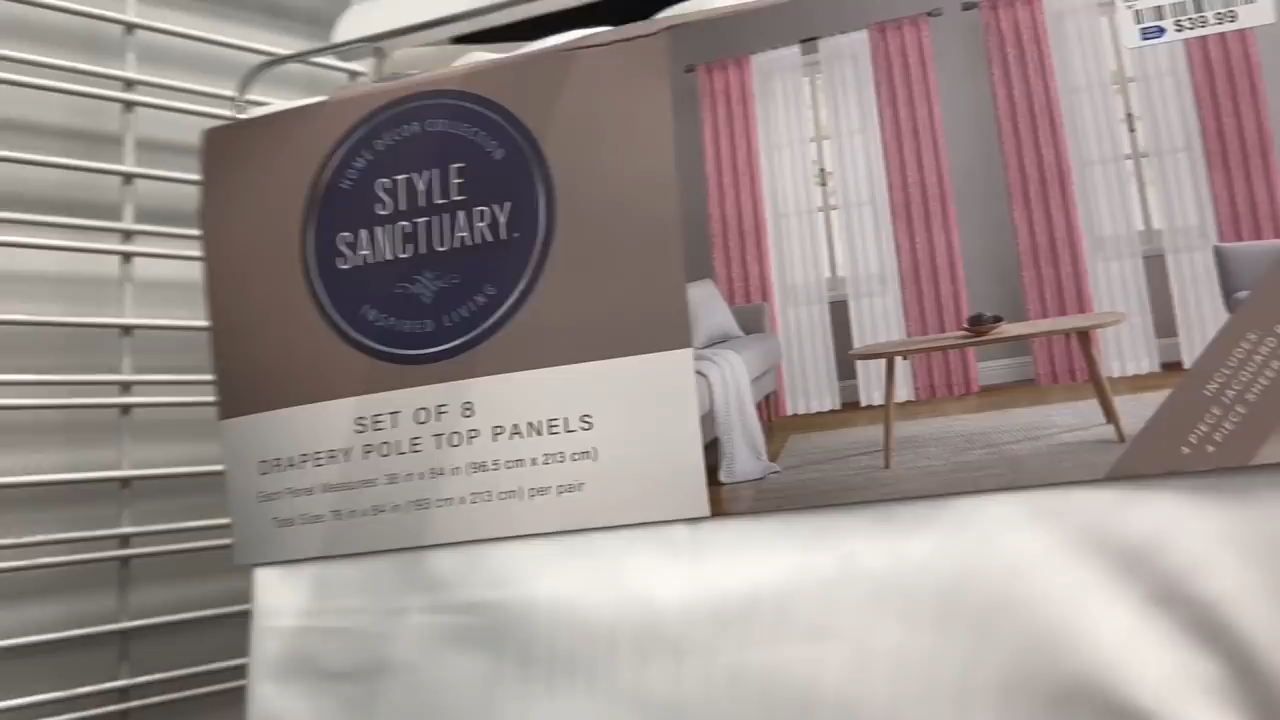 $39.99
HOME DÉCOR COLLECTION
STYLE
SANCTUARY
INSPIRED LIVING
SET OF 8
DRAPERY POLE TOP PANELS
Each Panel Measures: 38 in x 84 in (96.5 cm x 213 cm)
Total Size: 76 in x 84 in (193 cm x 213 cm) per pair
INCLUDES:
4 PIECE JACQUARD
4 PIECE SHEER